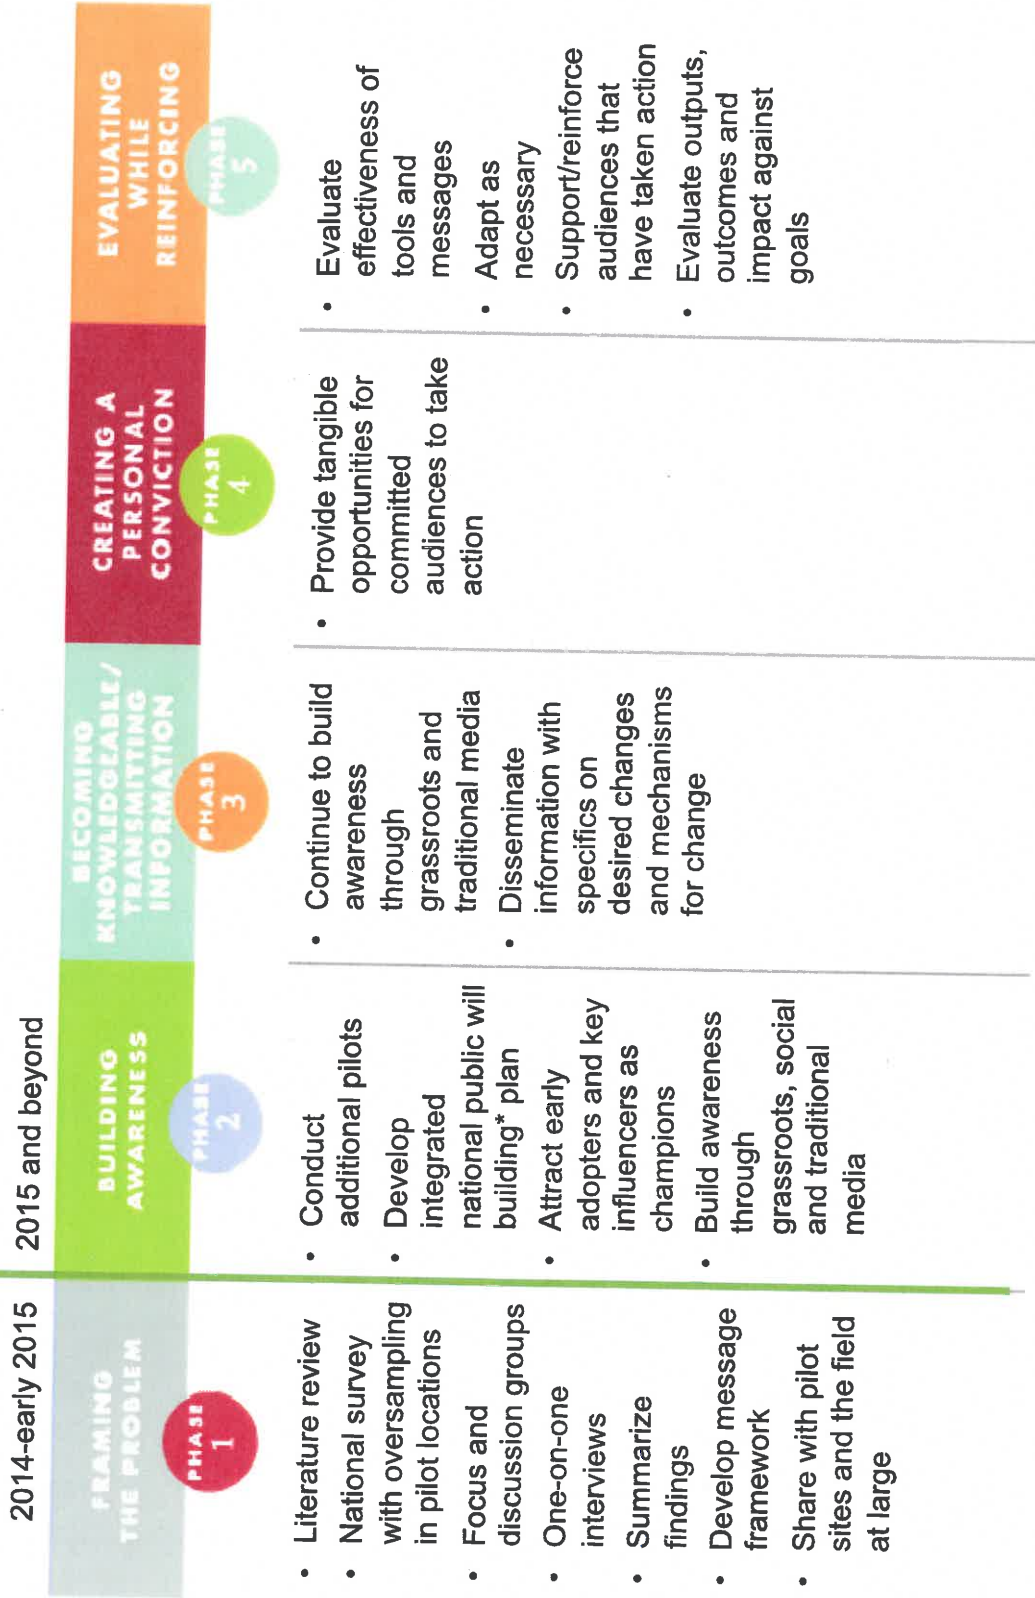 2014-early 2015
2015 and beyond
FRAMING
THE PROBLEM
PHASE
1
• Literature review
• National survey
with oversampling
in pilot locations
• Focus and
discussion groups
• One-on-one
interviews
• Summarize
findings
• Develop message
framework
• Share with pilot
sites and the field
at large
BUILDING
AWARENESS
PHASE
2
• Conduct
additional pilots
• Develop
integrated
national public will
building* plan
• Attract early
adopters and key
influencers as
champions
• Build awareness
through
grassroots, social
and traditional
media
BECOMING
KNOWLEDGEABLE/
TRANSMITTING
INFORMATION
PHASE
3
• Continue to build
awareness
through
grassroots and
traditional media
• Disseminate
information with
specifics on
desired changes
and mechanisms
for change
CREATING A
PERSONAL
CONVICTION
PHASE
4
• Provide tangible
opportunities for
committed
audiences to take
action
EVALUATING
WHILE
REINFORCING
PHASE
5
• Evaluate
effectiveness of
tools and
messages
• Adapt as
necessary
• Support/reinforce
audiences that
have taken action
• Evaluate outputs,
outcomes and
impact against
goals